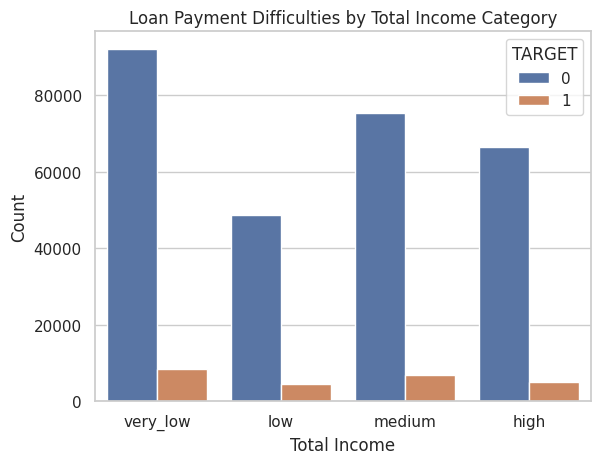 Loan Payment Difficulties by Total Income Category
TARGET
0
1
80000
60000
40000
20000
0
Count
very_low low medium high
Total Income